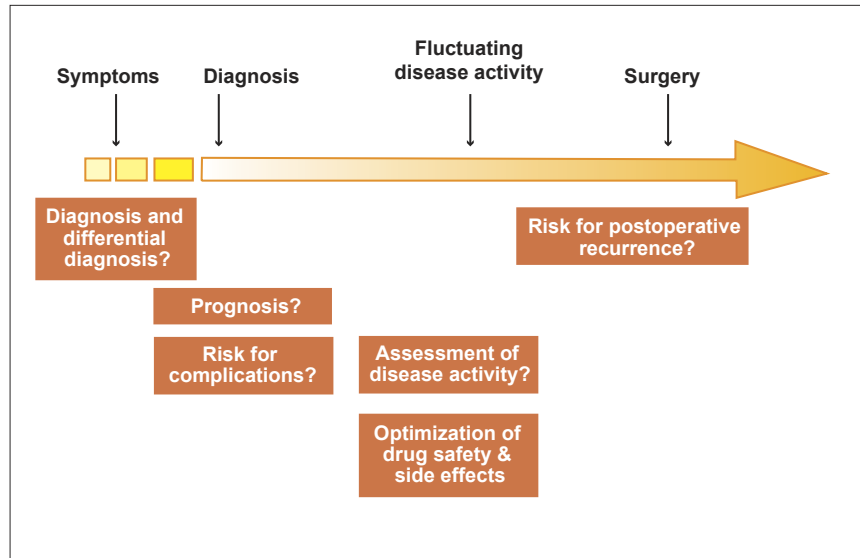 Symptoms
Diagnosis
Fluctuating
disease activity
Surgery
Diagnosis and
differential
diagnosis?
Risk for postoperative
recurrence?
Prognosis?
Risk for
complications?
Assessment of
disease activity?
Optimization of
drug safety &
side effects